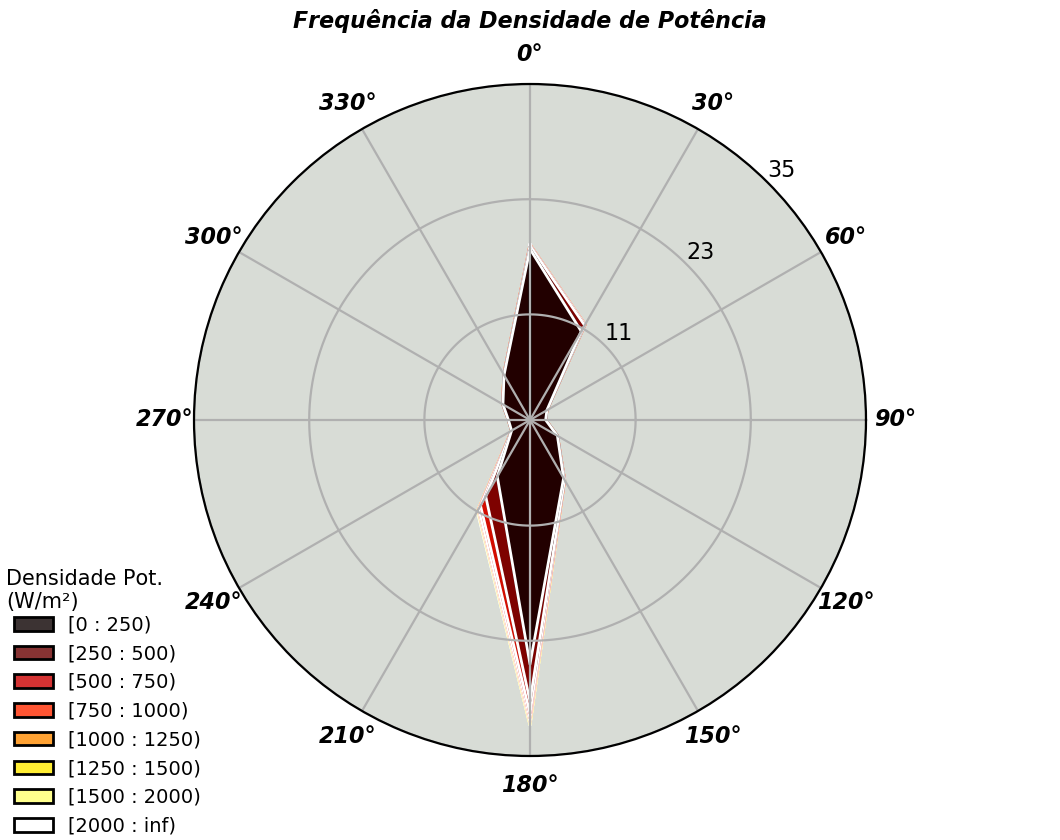 Frequência da Densidade de Potência
0°
330°
30°
35
300°
60°
23
11
270°
90°
240°
120°
210°
150°
180°
Densidade Pot.
(W/m²)
[0 : 250)
[250 : 500)
[500 : 750)
[750 : 1000)
[1000 : 1250)
[1250 : 1500)
[1500 : 2000)
[2000 : inf)